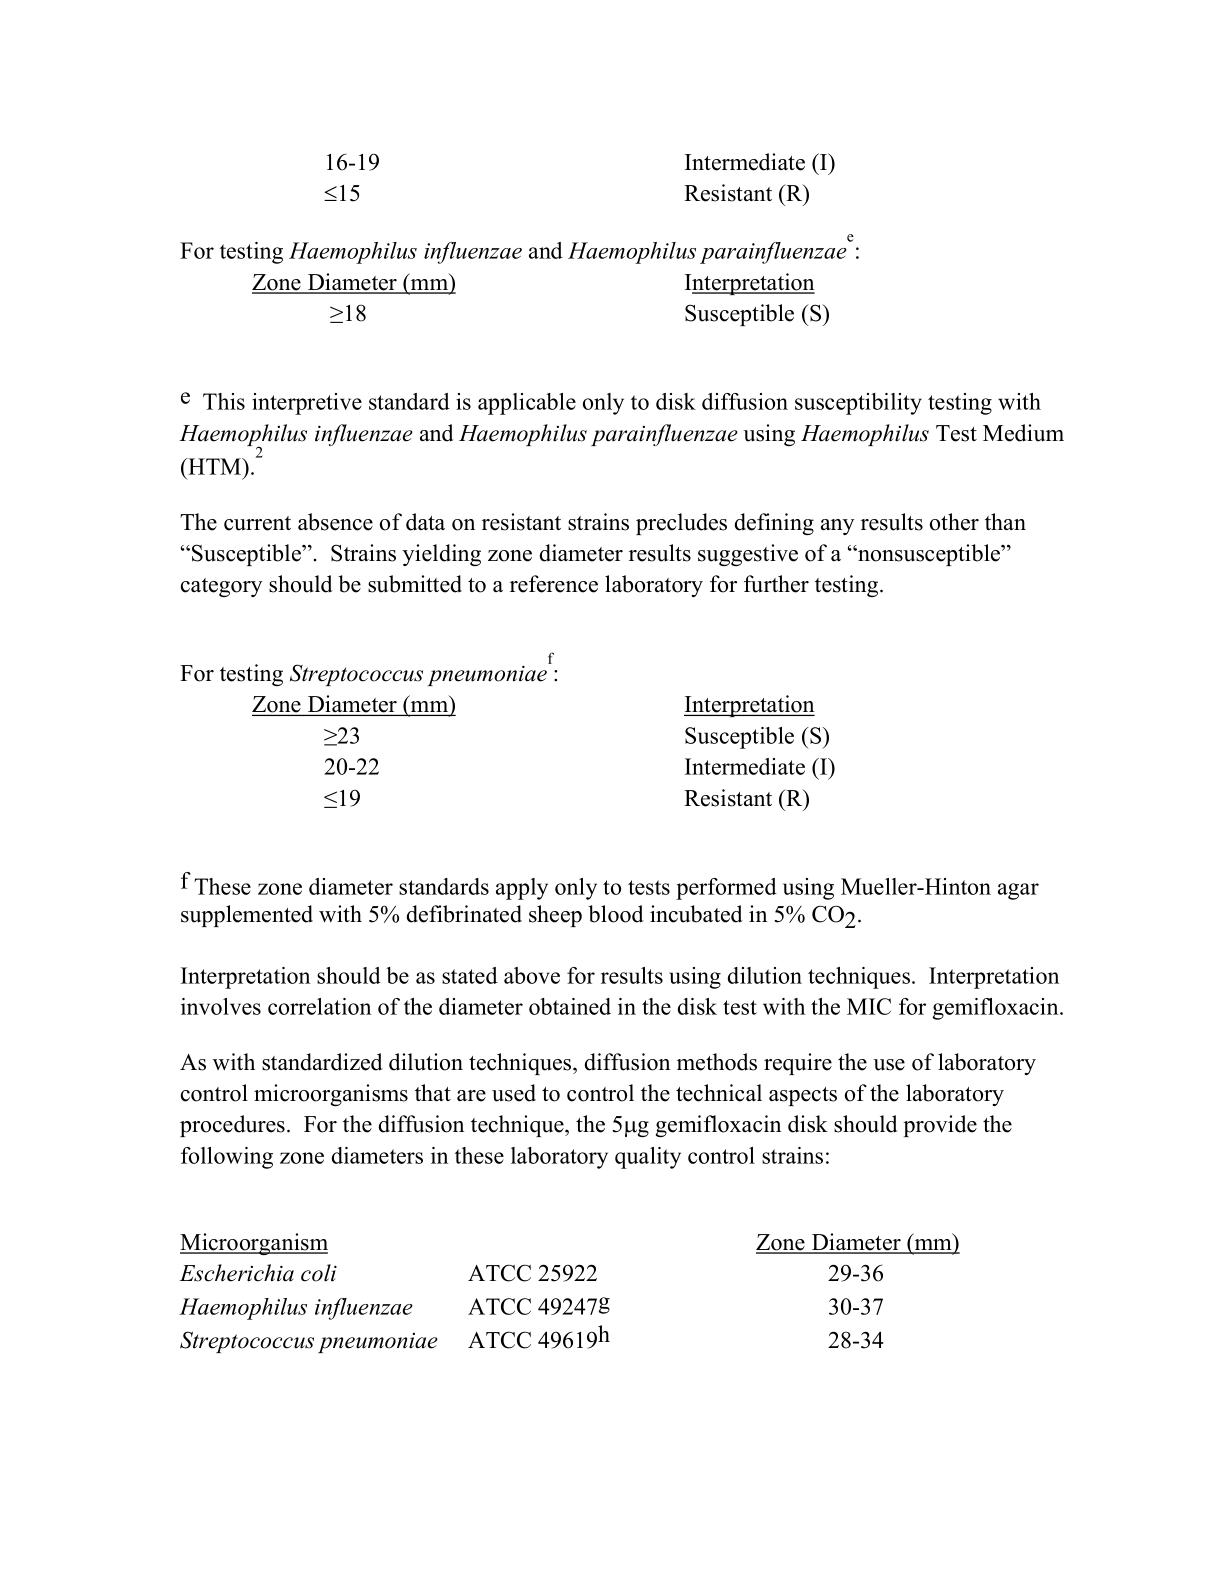 16-19 Intermediate (I)
≤15 Resistant (R)
For testing Haemophilus influenzae and Haemophilus parainfluenzae e:
Zone Diameter (mm) Interpretation
≥18 Susceptible (S)
e This interpretive standard is applicable only to disk diffusion susceptibility testing with
Haemophilus influenzae and Haemophilus parainfluenzae using Haemophilus Test Medium
(HTM).2
The current absence of data on resistant strains precludes defining any results other than
“Susceptible”. Strains yielding zone diameter results suggestive of a “nonsusceptible”
category should be submitted to a reference laboratory for further testing.
For testing Streptococcus pneumoniae f:
Zone Diameter (mm) Interpretation
≥23 Susceptible (S)
20-22 Intermediate (I)
≤19 Resistant (R)
f These zone diameter standards apply only to tests performed using Mueller-Hinton agar
supplemented with 5% defibrinated sheep blood incubated in 5% CO2.
Interpretation should be as stated above for results using dilution techniques. Interpretation
involves correlation of the diameter obtained in the disk test with the MIC for gemifloxacin.
As with standardized dilution techniques, diffusion methods require the use of laboratory
control microorganisms that are used to control the technical aspects of the laboratory
procedures. For the diffusion technique, the 5μg gemifloxacin disk should provide the
following zone diameters in these laboratory quality control strains:
Microorganism Zone Diameter (mm)
Escherichia coli ATCC 25922 29-36
Haemophilus influenzae ATCC 49247g 30-37
Streptococcus pneumoniae ATCC 49619h 28-34